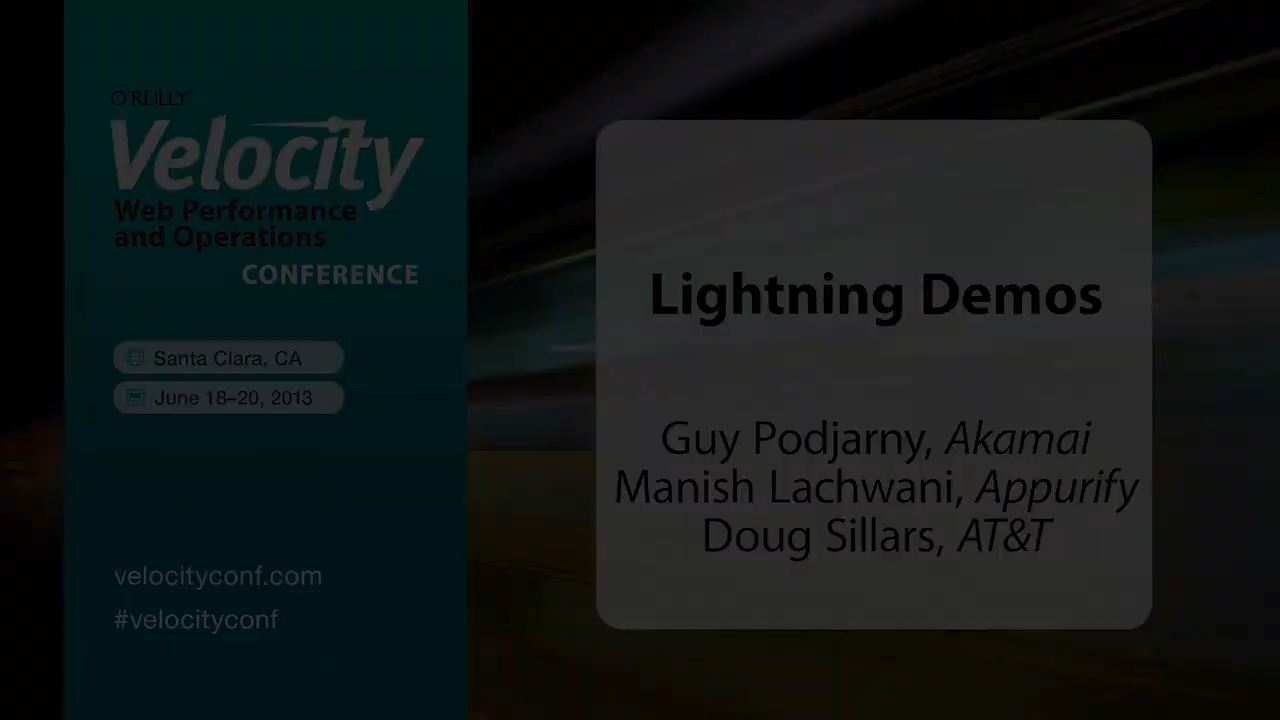 O'REILLY
Velocity
Web Performance
and Operations
CONFERENCE
Santa Clara, CA
June 18–20, 2013
velocityconf.com
#velocityconf
Lightning Demos
Guy Podjarny, Akamai
Manish Lachwani, Appurify
Doug Sillars, AT&T